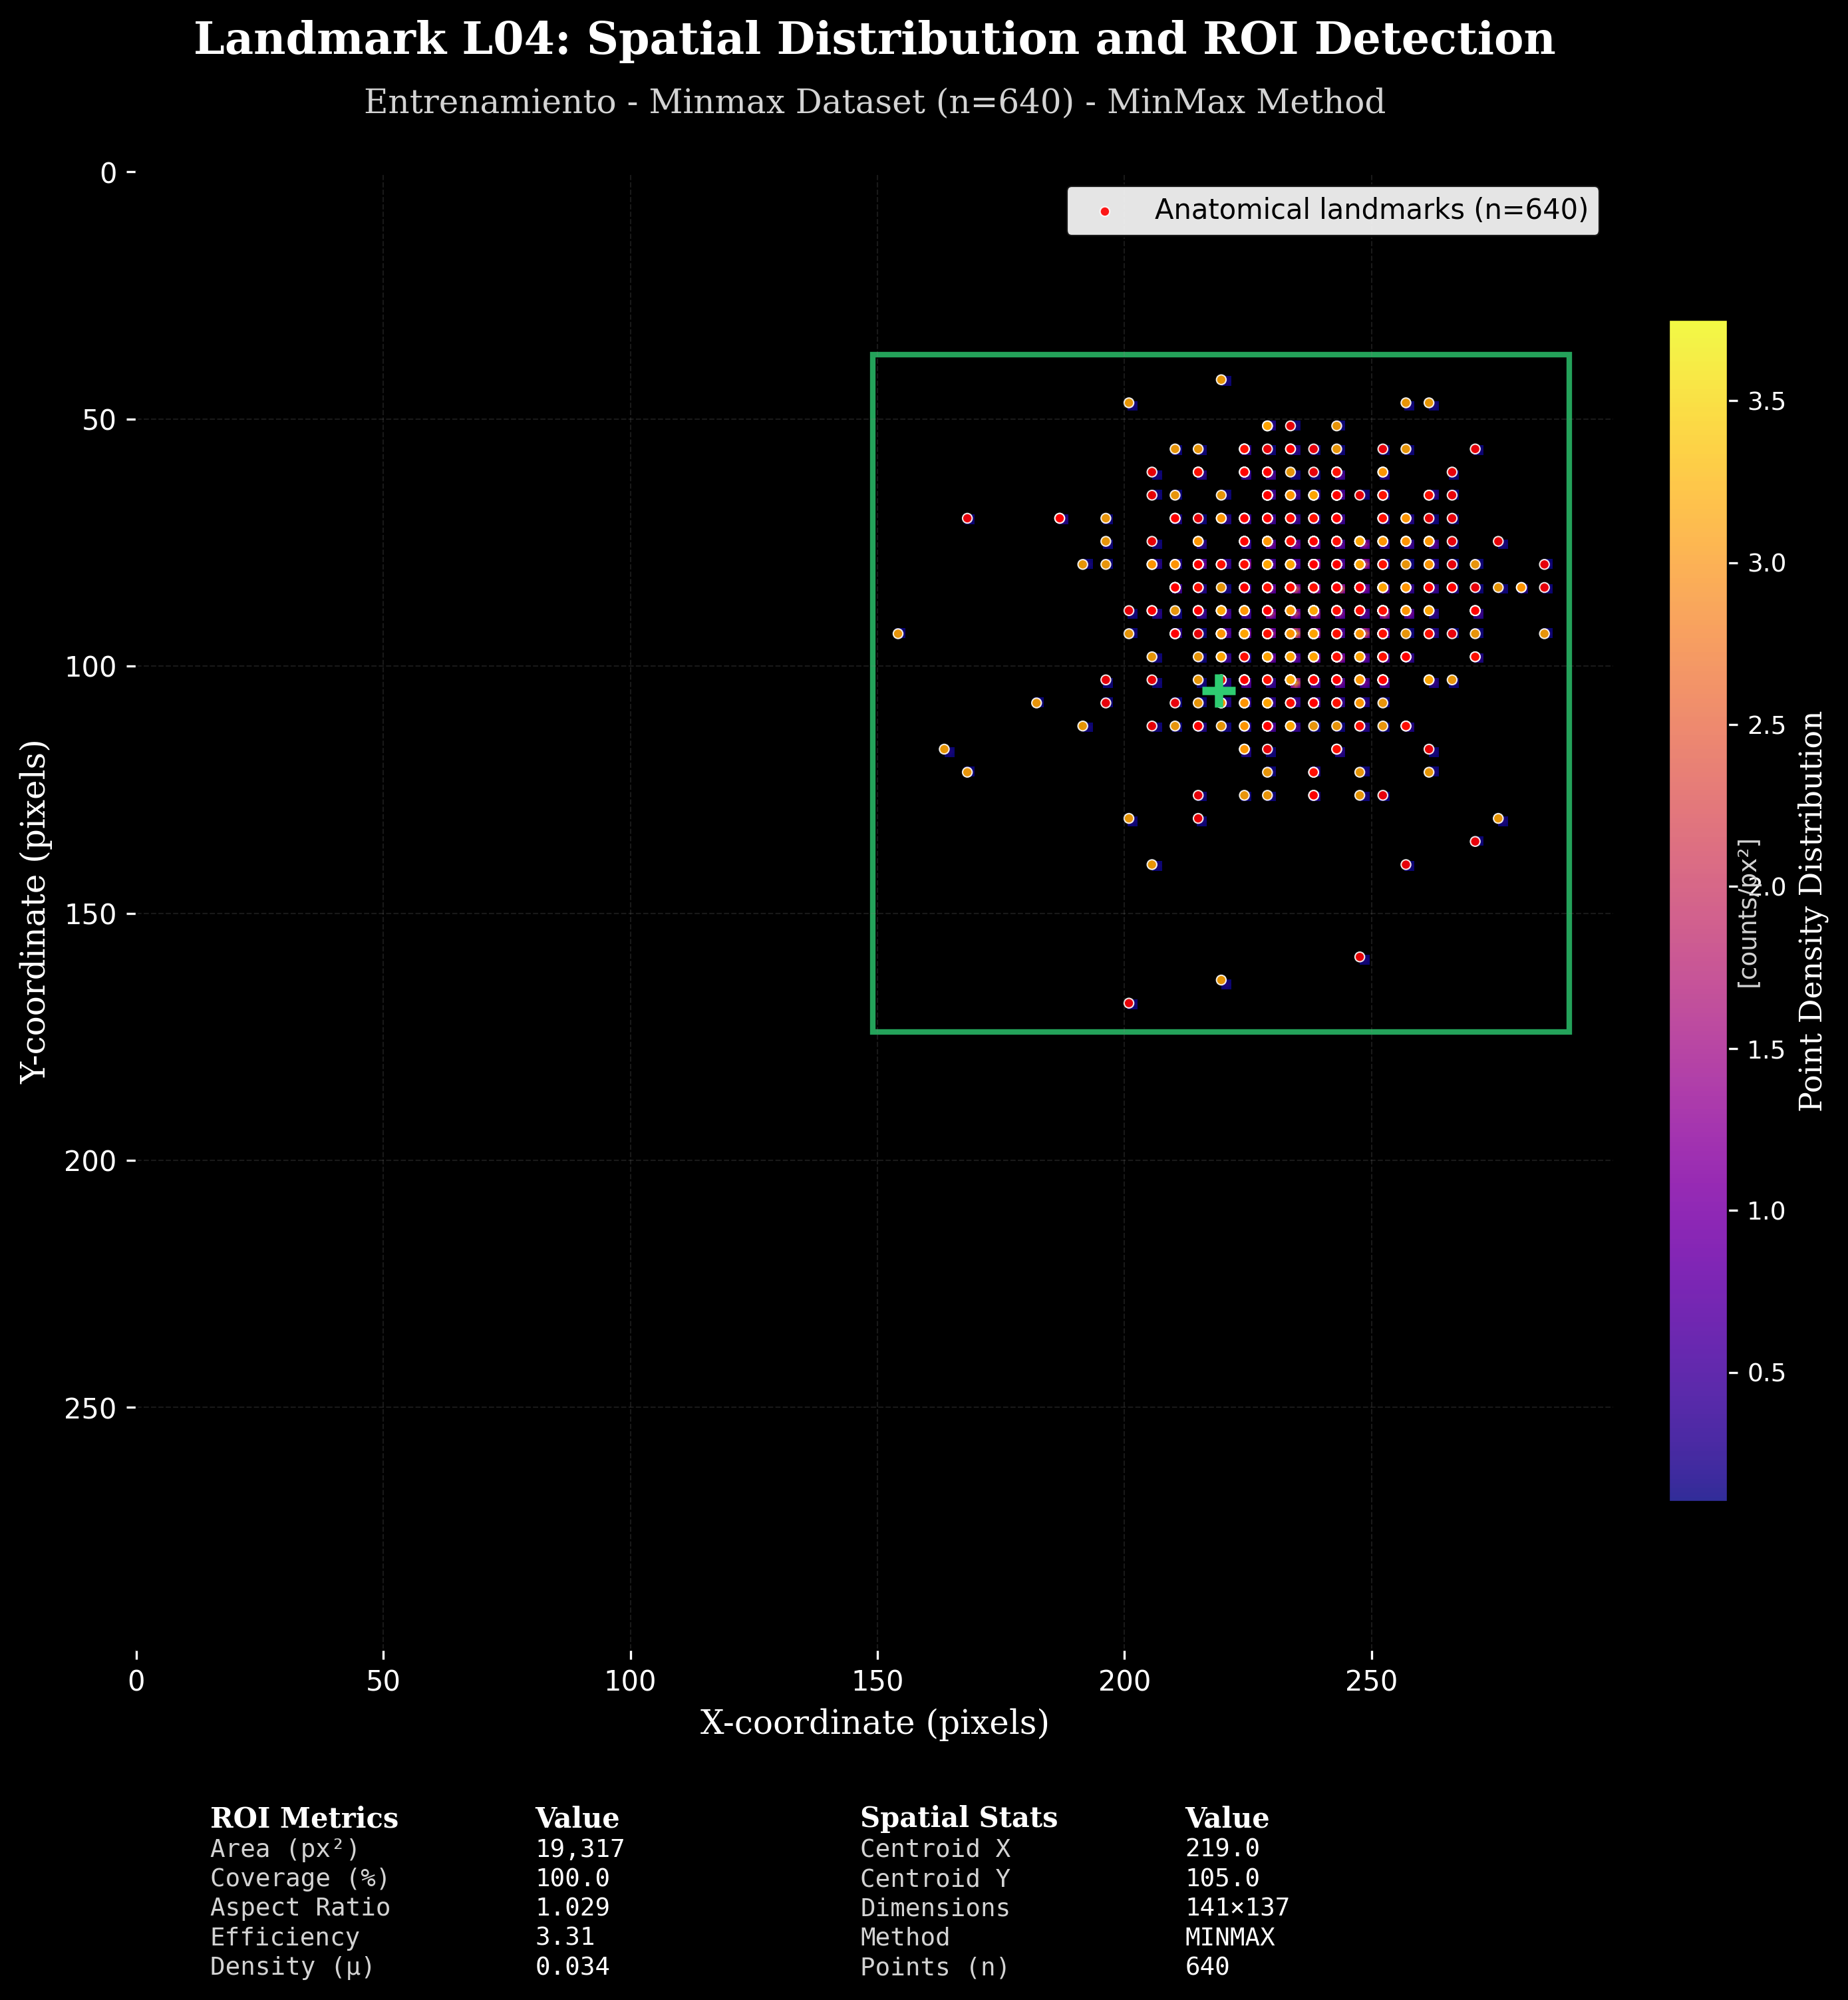 Landmark L04: Spatial Distribution and ROI Detection
Entrenamiento - Minmax Dataset (n=640) - MinMax Method
Anatomical landmarks (n=640)
0
50
100
150
200
250
Y-coordinate (pixels)
0
50
100
150
200
250
X-coordinate (pixels)
3.5
3.0
2.5
2.0
1.5
1.0
0.5
[counts/px²]
Point Density Distribution
ROI Metrics Value Spatial Stats Value
Area (px²) 19,317 Centroid X 219.0
Coverage (%) 100.0 Centroid Y 105.0
Aspect Ratio 1.029 Dimensions 141×137
Efficiency 3.31 Method MINMAX
Density (μ) 0.034 Points (n) 640